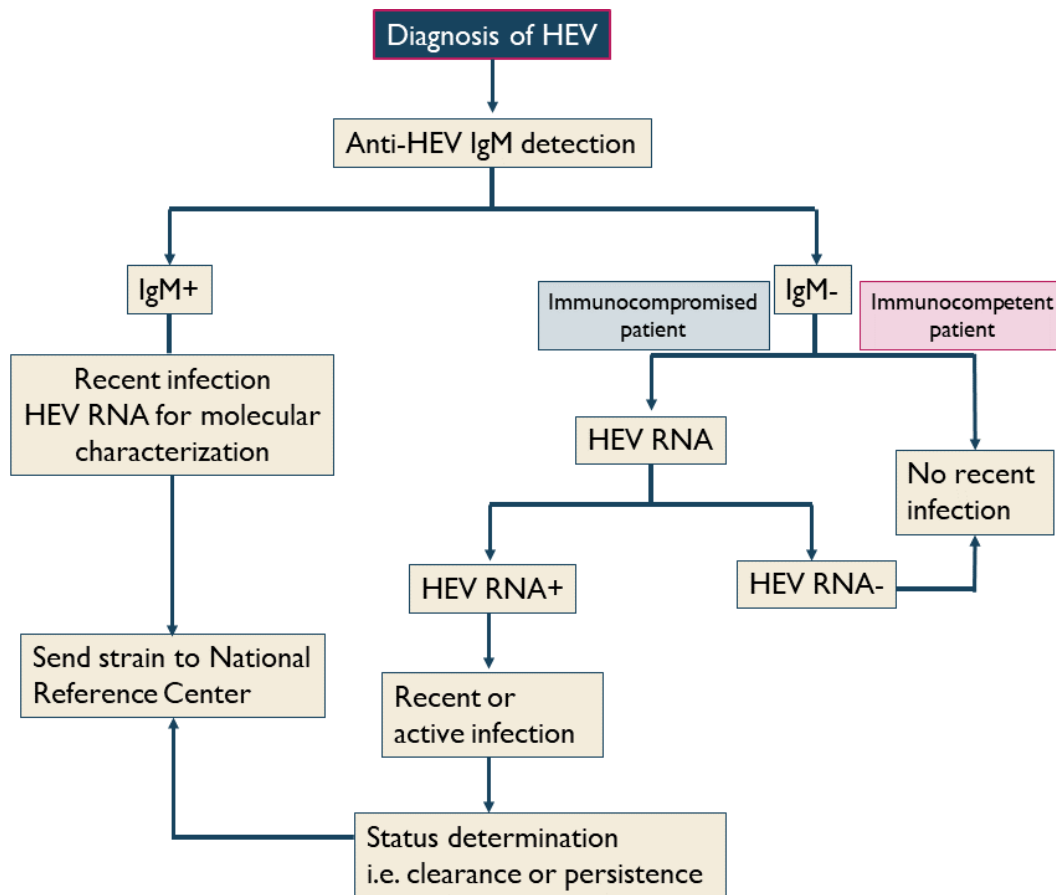 Diagnosis of HEV
Anti-HEV IgM detection
IgM+
IgM-
Immunocompromised
patient
Immunocompetent
patient
Recent infection
HEV RNA for molecular
characterization
HEV RNA
No recent
infection
HEV RNA+
HEV RNA-
Send strain to National
Reference Center
Recent or
active infection
Status determination
i.e. clearance or persistence